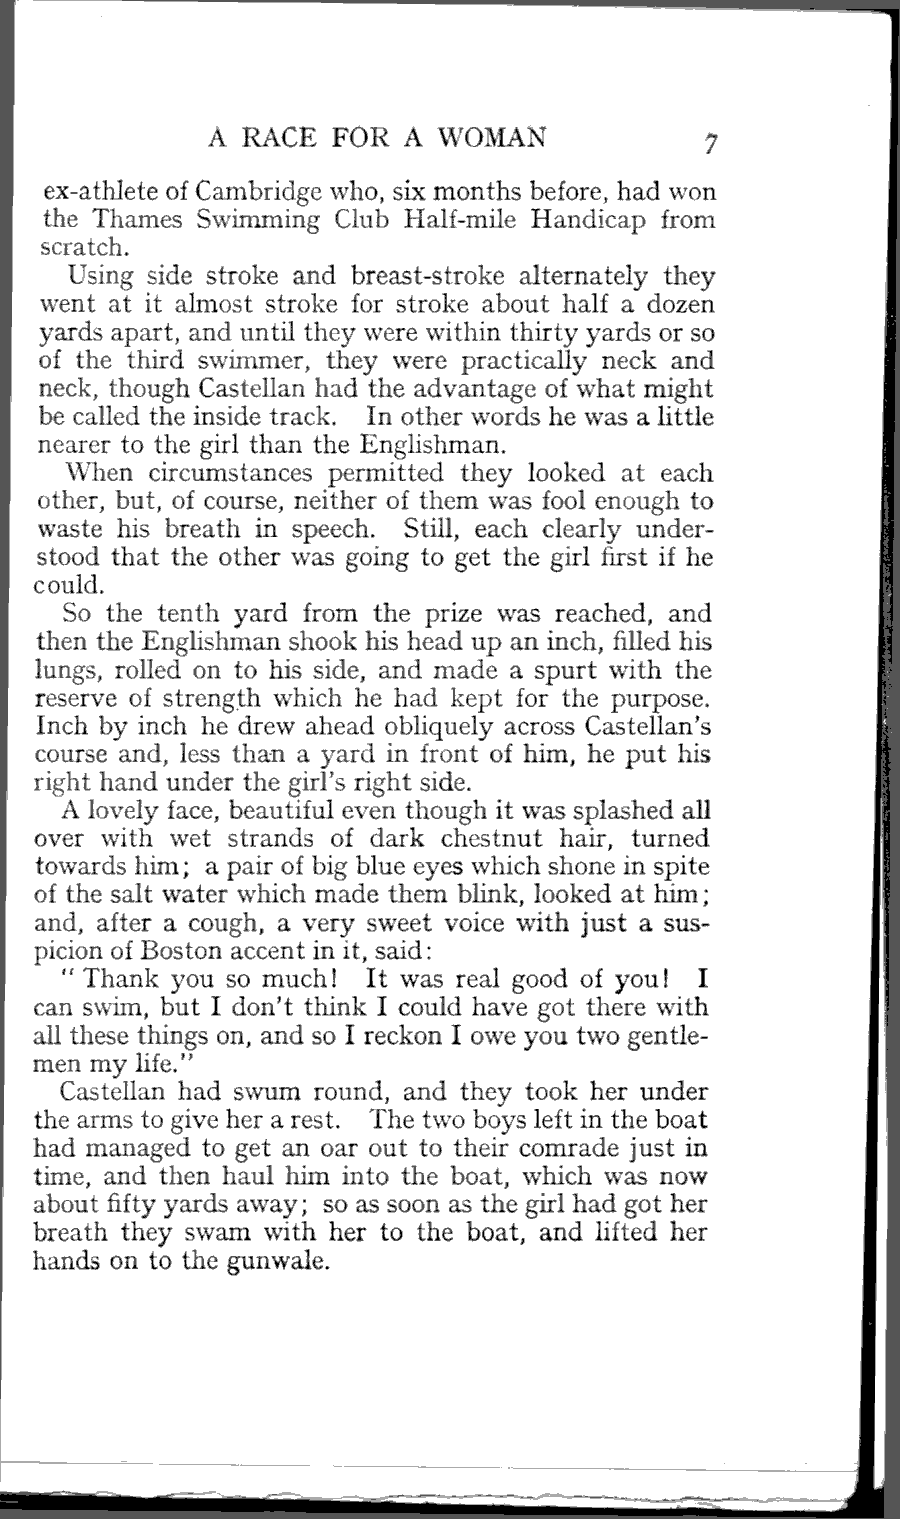 A RACE FOR A WOMAN 7
ex-athlete of Cambridge who, six months before, had won
the Thames Swimming Club Half-mile Handicap from
scratch.
Using side stroke and breast-stroke alternately they
went at it almost stroke for stroke about half a dozen
yards apart, and until they were within thirty yards or so
of the third swimmer, they were practically neck and
neck, though Castellan had the advantage of what might
be called the inside track. In other words he was a little
nearer to the girl than the Englishman.
When circumstances permitted they looked at each
other, but, of course, neither of them was fool enough to
waste his breath in speech. Still, each clearly under-
stood that the other was going to get the girl first if he
could.
So the tenth yard from the prize was reached, and
then the Englishman shook his head up an inch, filled his
lungs, rolled on to his side, and made a spurt with the
reserve of strength which he had kept for the purpose.
Inch by inch he drew ahead obliquely across Castellan's
course and, less than a yard in front of him, he put his
right hand under the girl's right side.
A lovely face, beautiful even though it was splashed all
over with wet strands of dark chestnut hair, turned
towards him; a pair of big blue eyes which shone in spite
of the salt water which made them blink, looked at him;
and, after a cough, a very sweet voice with just a sus-
picion of Boston accent in it, said:
"Thank you so much! It was real good of you! I
can swim, but I don't think I could have got there with
all these things on, and so I reckon I owe you two gentle-
men my life."
Castellan had swum round, and they took her under
the arms to give her a rest. The two boys left in the boat
had managed to get an oar out to their comrade just in
time, and then haul him into the boat, which was now
about fifty yards away; so as soon as the girl had got her
breath they swam with her to the boat, and lifted her
hands on to the gunwale.